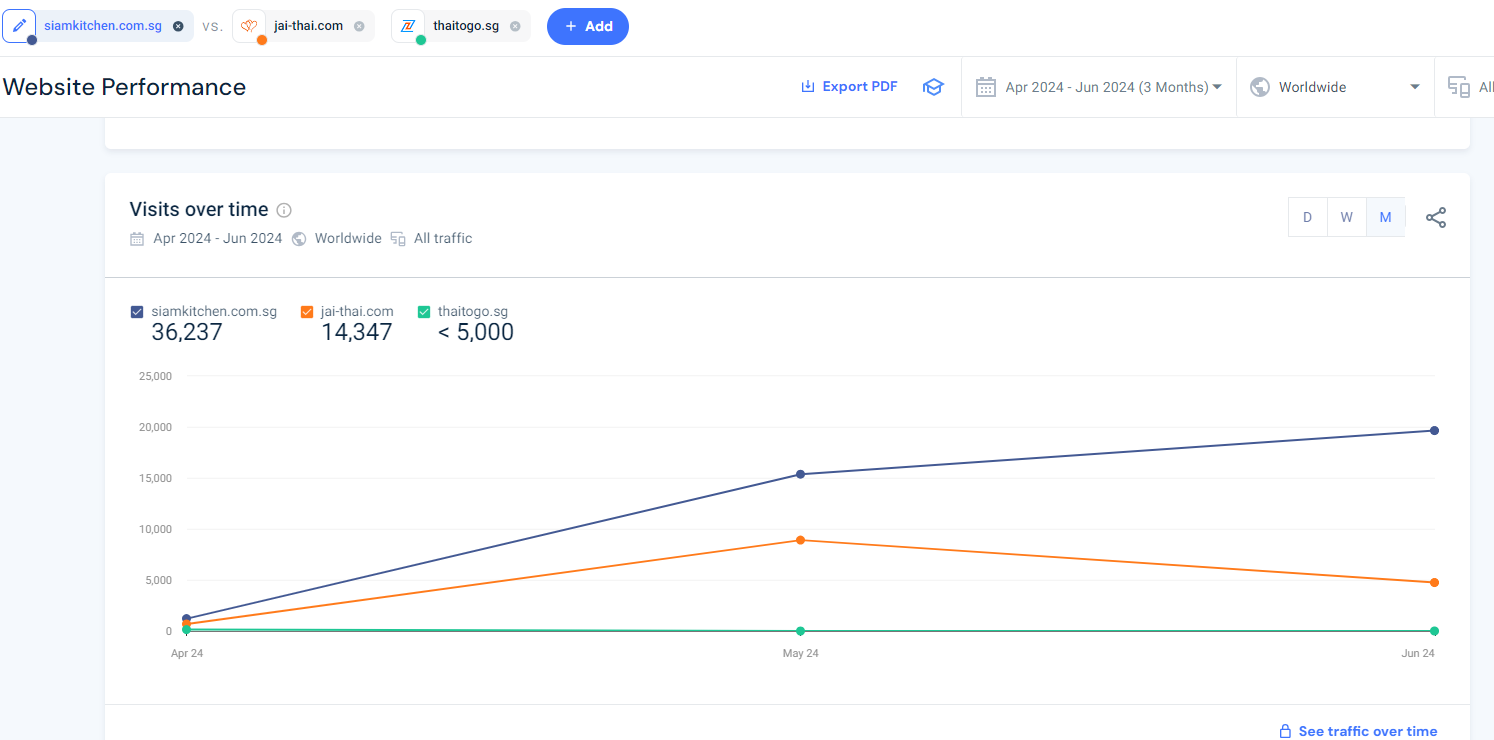 siamkitchen.com.sg vs. jai-thai.com thaitogo.sg + Add
Website Performance Export PDF Apr 2024 - Jun 2024 (3 Months) Worldwide All
Visits over time
D W M
Apr 2024 - Jun 2024 Worldwide All traffic
siamkitchen.com.sg jai-thai.com thaitogo.sg
36,237 14,347 < 5,000
25,000
20,000
15,000
10,000
5,000
0
Apr 24 May 24 Jun 24
See traffic over time